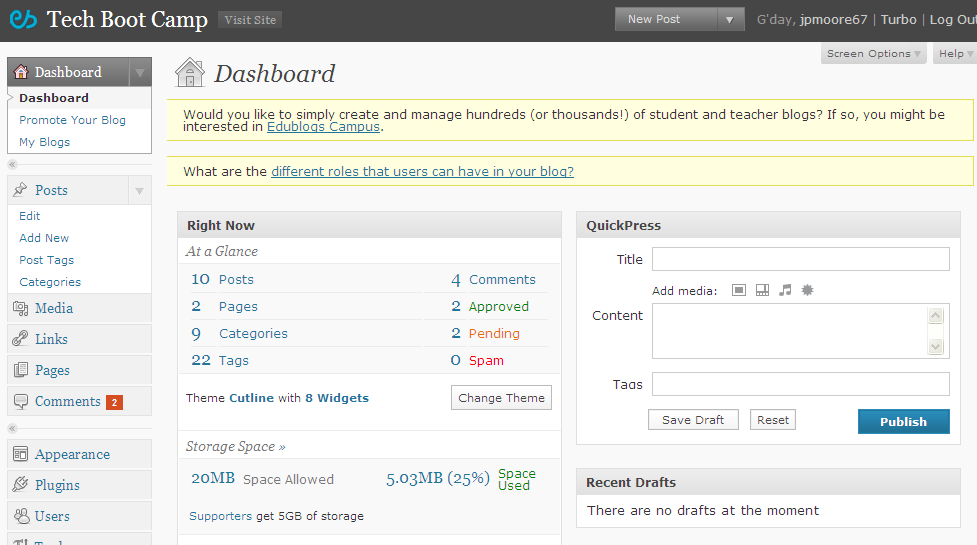 Tech Boot Camp Visit Site New Post G'day, jpmoore67 | Turbo | Log Out
Screen Options Help
Dashboard
Dashboard
Promote Your Blog
My Blogs
Posts
Edit
Add New
Post Tags
Categories
Media
Links
Pages
Comments 2
Appearance
Plugins
Users
Dashboard
Would you like to simply create and manage hundreds (or thousands!) of student and teacher blogs? If so, you might be
interested in Edublogs Campus.
What are the different roles that users can have in your blog?
Right Now
At a Glance
10 Posts 4 Comments
2 Pages 2 Approved
9 Categories 2 Pending
22 Tags 0 Spam
Theme Cutline with 8 Widgets Change Theme
Storage Space »
20MB Space Allowed 5.03MB (25%) Space
Used
Supporters get 5GB of storage
QuickPress
Title
Add media:
Content
Tags
Save Draft Reset Publish
Recent Drafts
There are no drafts at the moment